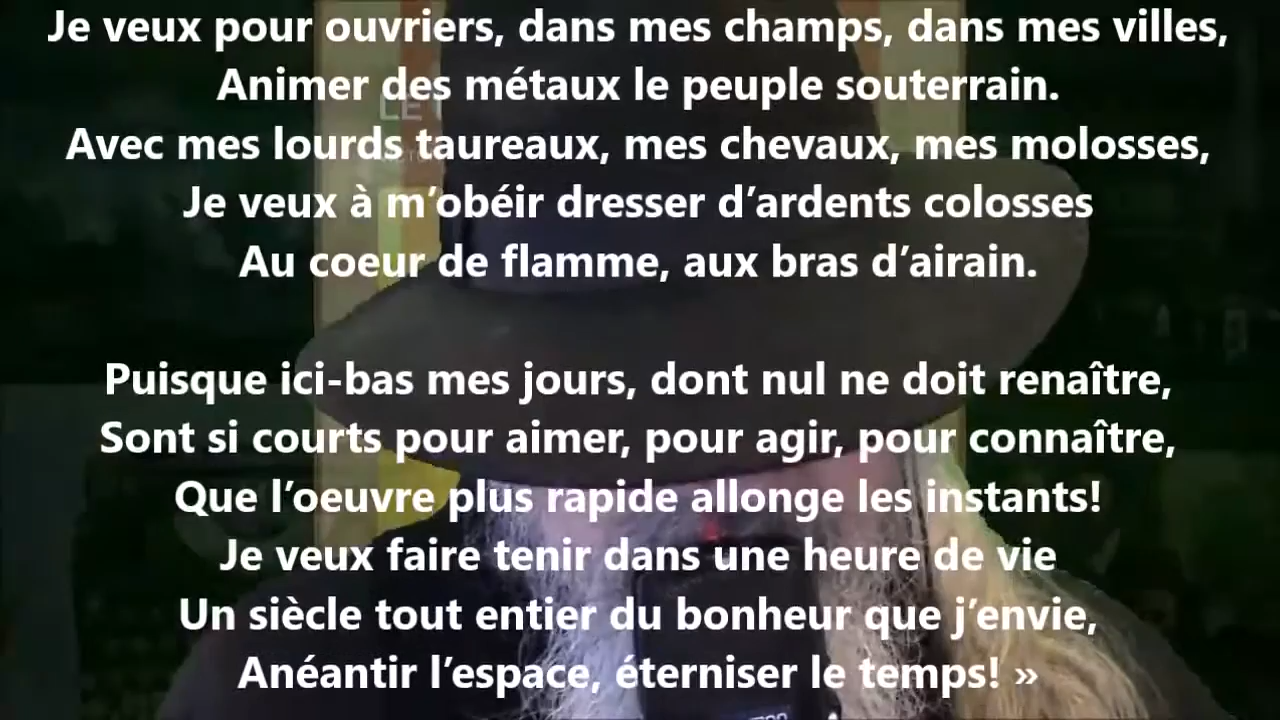 Je veux pour ouvriers, dans mes champs, dans mes villes,
Animer des métaux le peuple souterrain.
Avec mes lourds taureaux, mes chevaux, mes molosses,
Je veux à m’obéir dresser d’ardents colosses
Au coeur de flamme, aux bras d’airain.
Puisque ici-bas mes jours, dont nul ne doit renaître,
Sont si courts pour aimer, pour agir, pour connaître,
Que l’oeuvre plus rapide allonge les instants!
Je veux faire tenir dans une heure de vie
Un siècle tout entier du bonheur que j’envie,
Anéantir l’espace, éterniser le temps! »